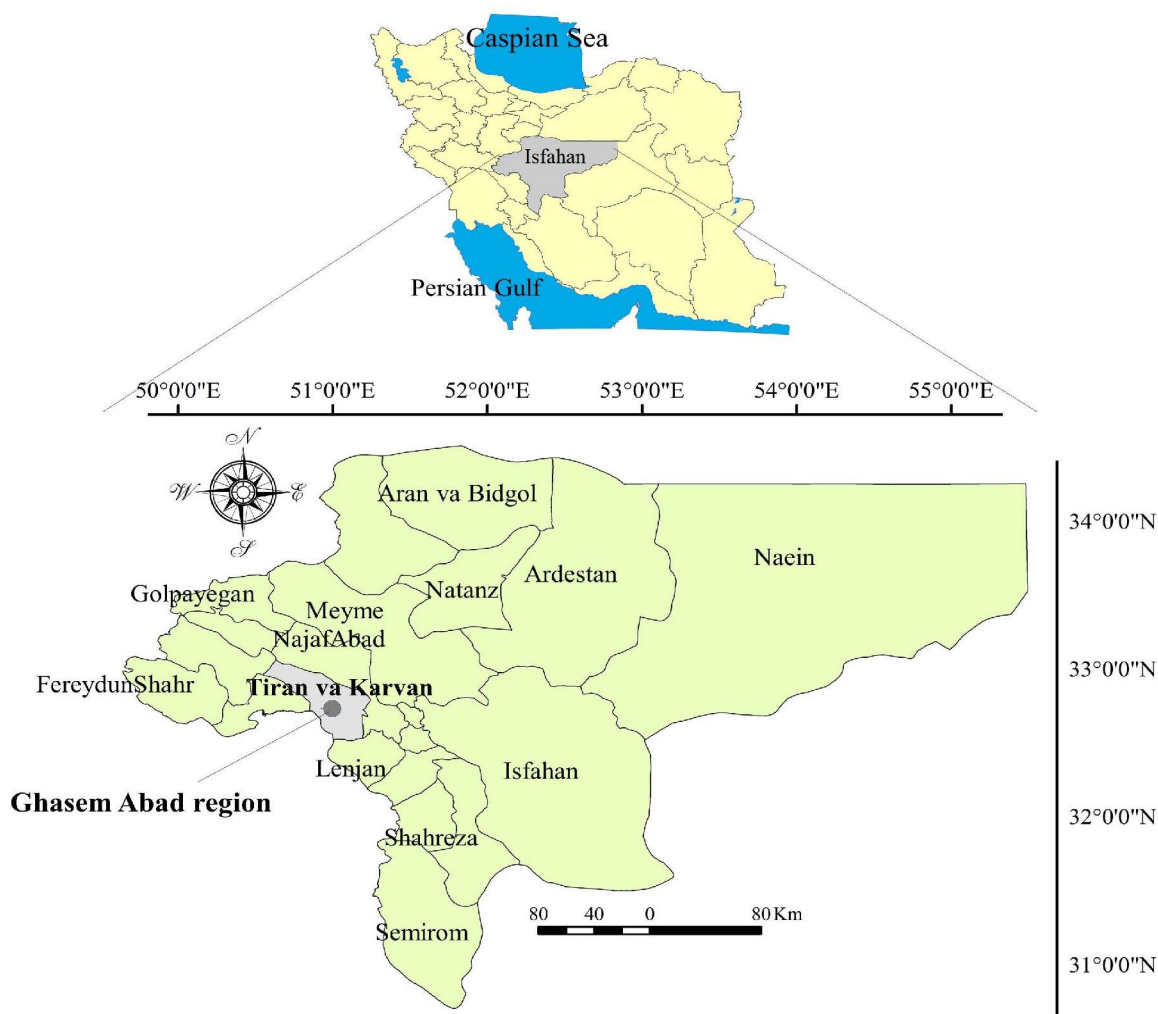 Caspian Sea
Isfahan
Persian Gulf
50°0'0"E 51°0'0"E 52°0'0"E 53°0'0"E 54°0'0"E 55°0'0"E
N
W E
S
34°0'0"N
33°0'0"N
32°0'0"N
31°0'0"N
Aran va Bidgol
Naein
Ardestan
Natanz
Golpayegan
Meyme
NajafAbad
FereydunShahr
Tiran va Karvan
Lenjan
Isfahan
Ghasem Abad region
Shahreza
Semirom
80 40 0 80 Km